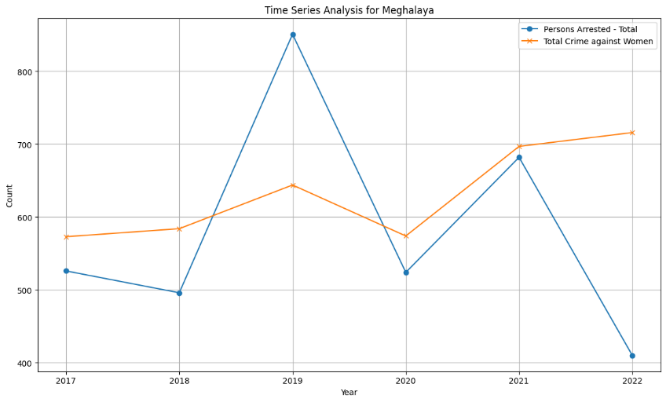 Time Series Analysis for Meghalaya
Persons Arrested - Total
Total Crime against Women
800
700
600
500
400
Count
2017 2018 2019 2020 2021 2022
Year